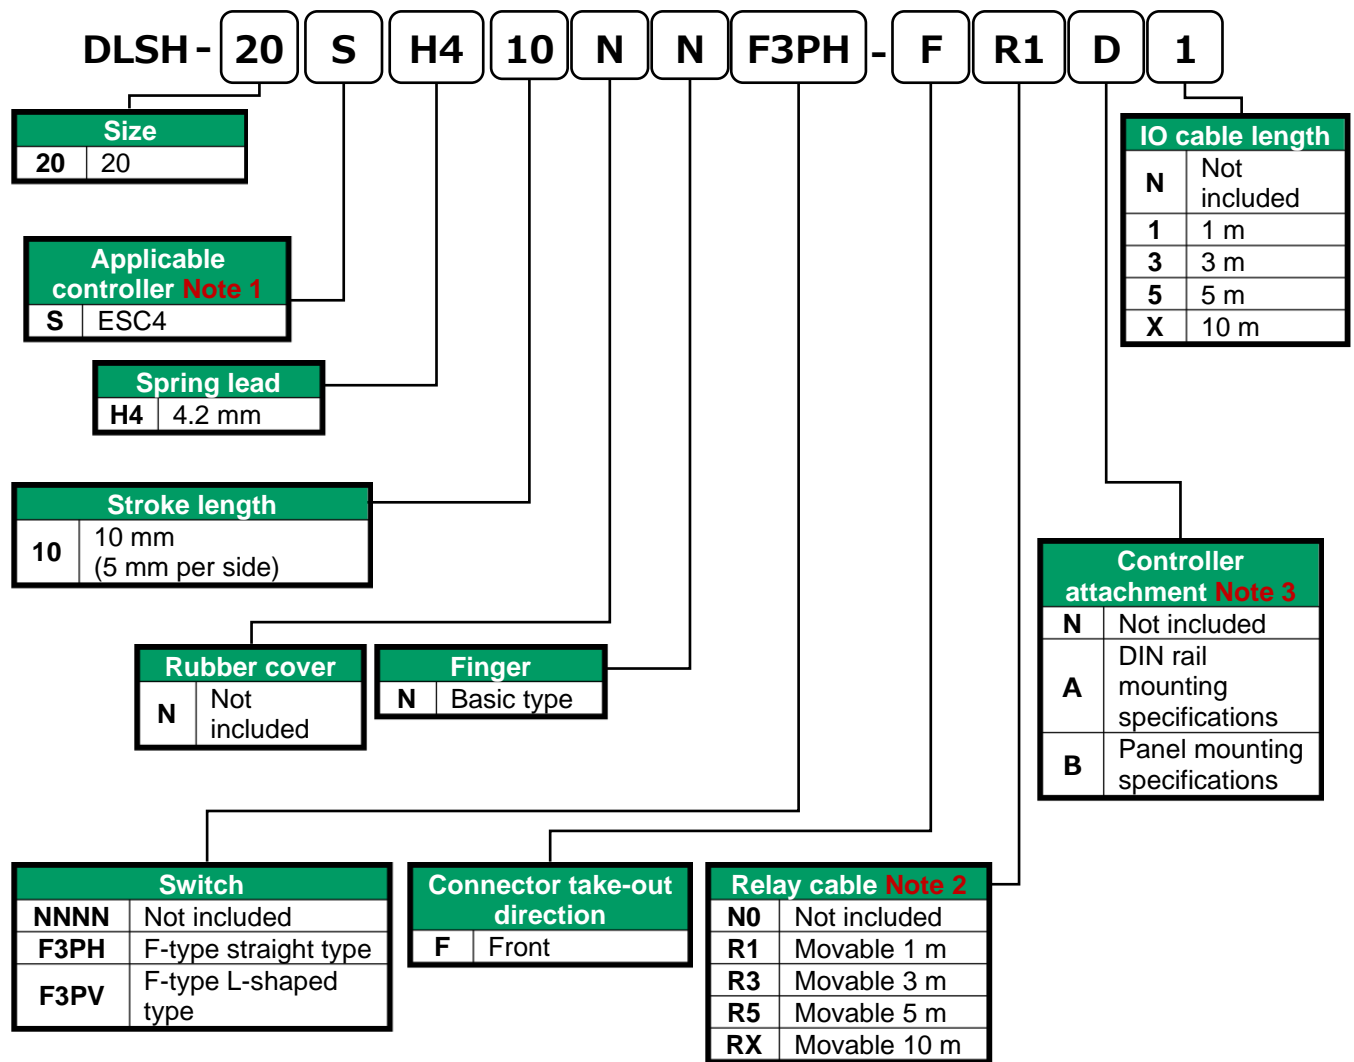 DLSH- 20 S H4 10 N N F3PH - F R1 D 1
Size
20 20
Applicable
controller Note 1
S ESC4
Spring lead
H4 4.2 mm
Stroke length
10 10 mm
(5 mm per side)
Rubber cover
N Not
included
Finger
N Basic type
Switch
NNNN Not included
F3PH F-type straight type
F3PV F-type L-shaped
type
Connector take-out
direction
F Front
Relay cable Note 2
N0 Not included
R1 Movable 1 m
R3 Movable 3 m
R5 Movable 5 m
RX Movable 10 m
Controller
attachment Note 3
N Not included
A DIN rail
mounting
specifications
B Panel mounting
specifications
IO cable length
N Not
included
1 1 m
3 3 m
5 5 m
X 10 m